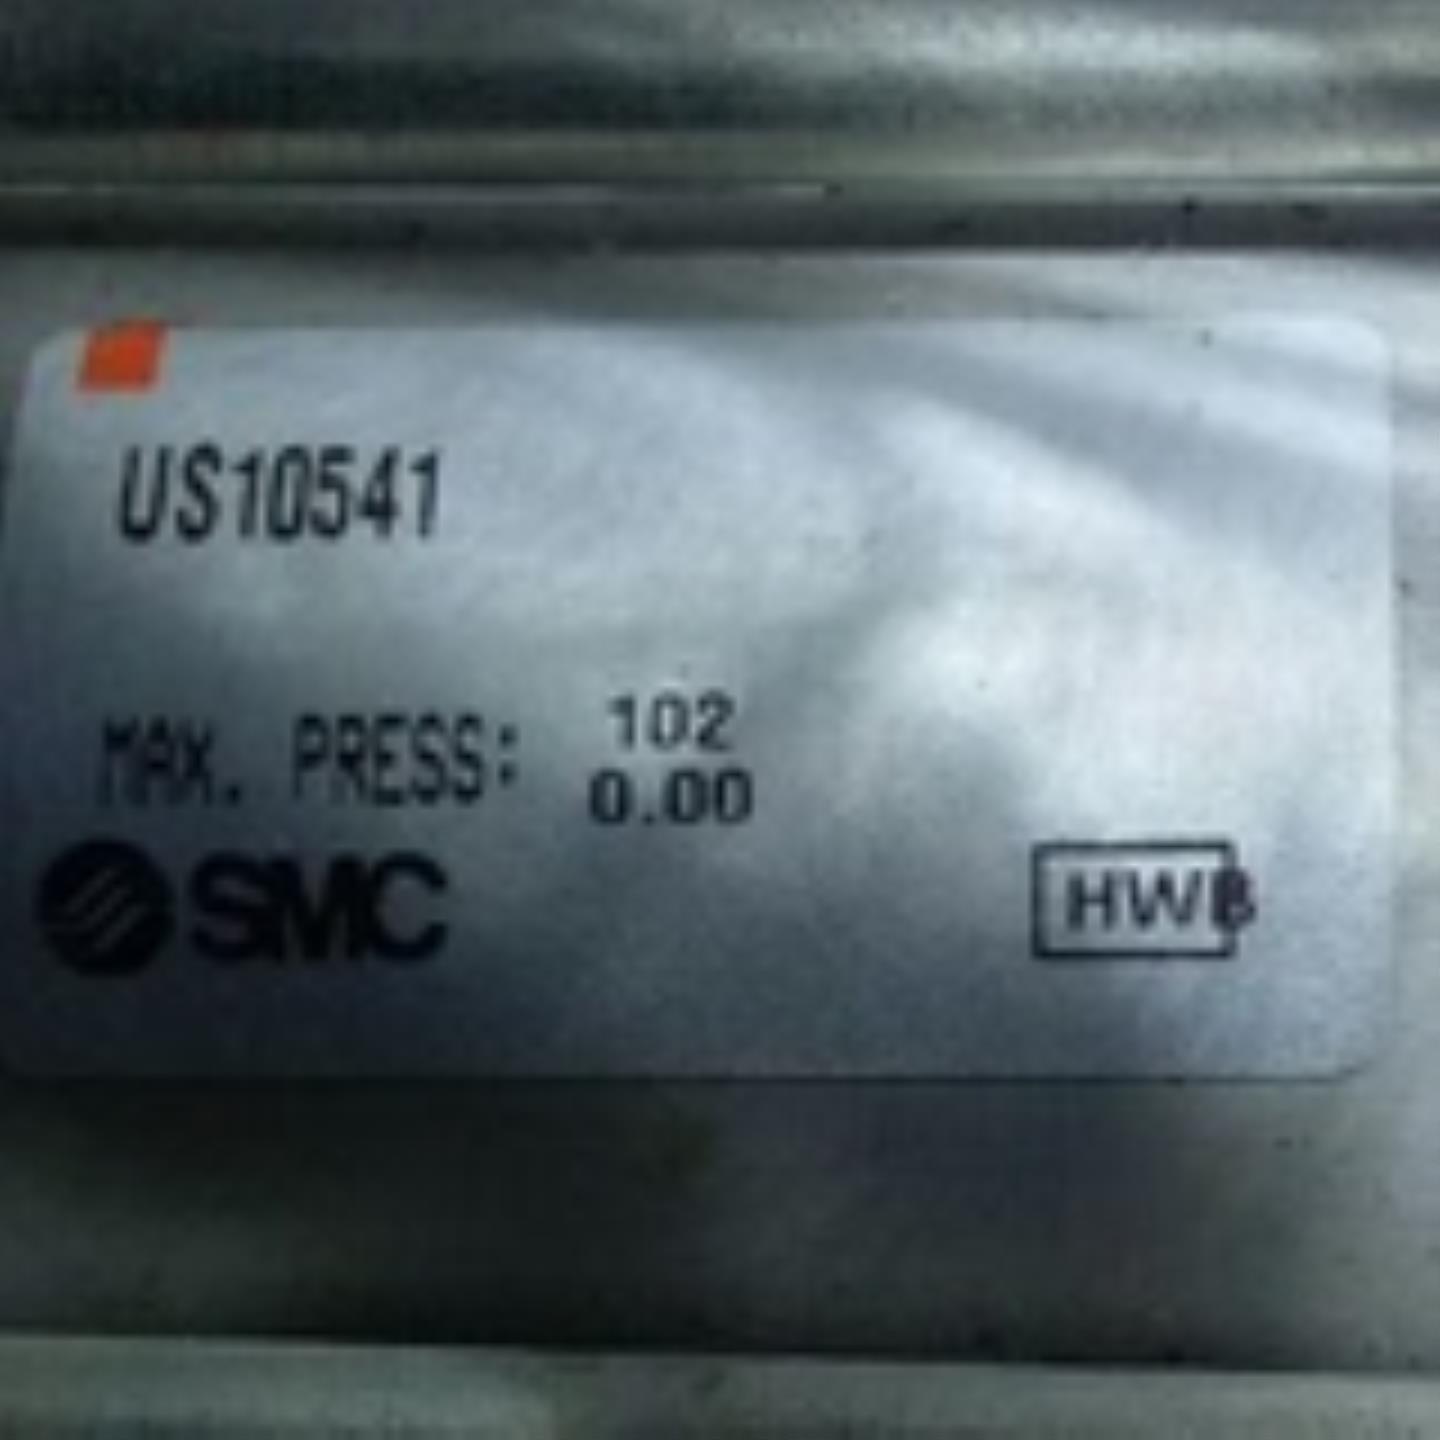 US10541
102
MAX. PRESS:
0.00
SMC
HWB